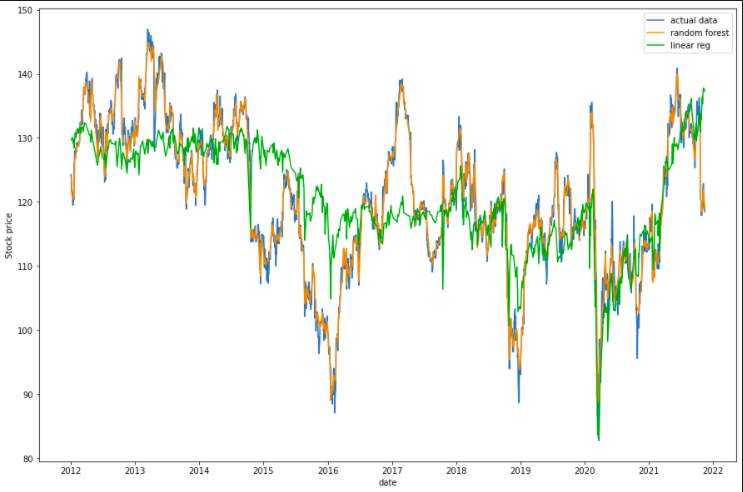 150
140
130
120
110
100
90
80
Stock price
actual data
random forest
linear reg
2012 2013 2014 2015 2016 2017 2018 2019 2020 2021 2022
date